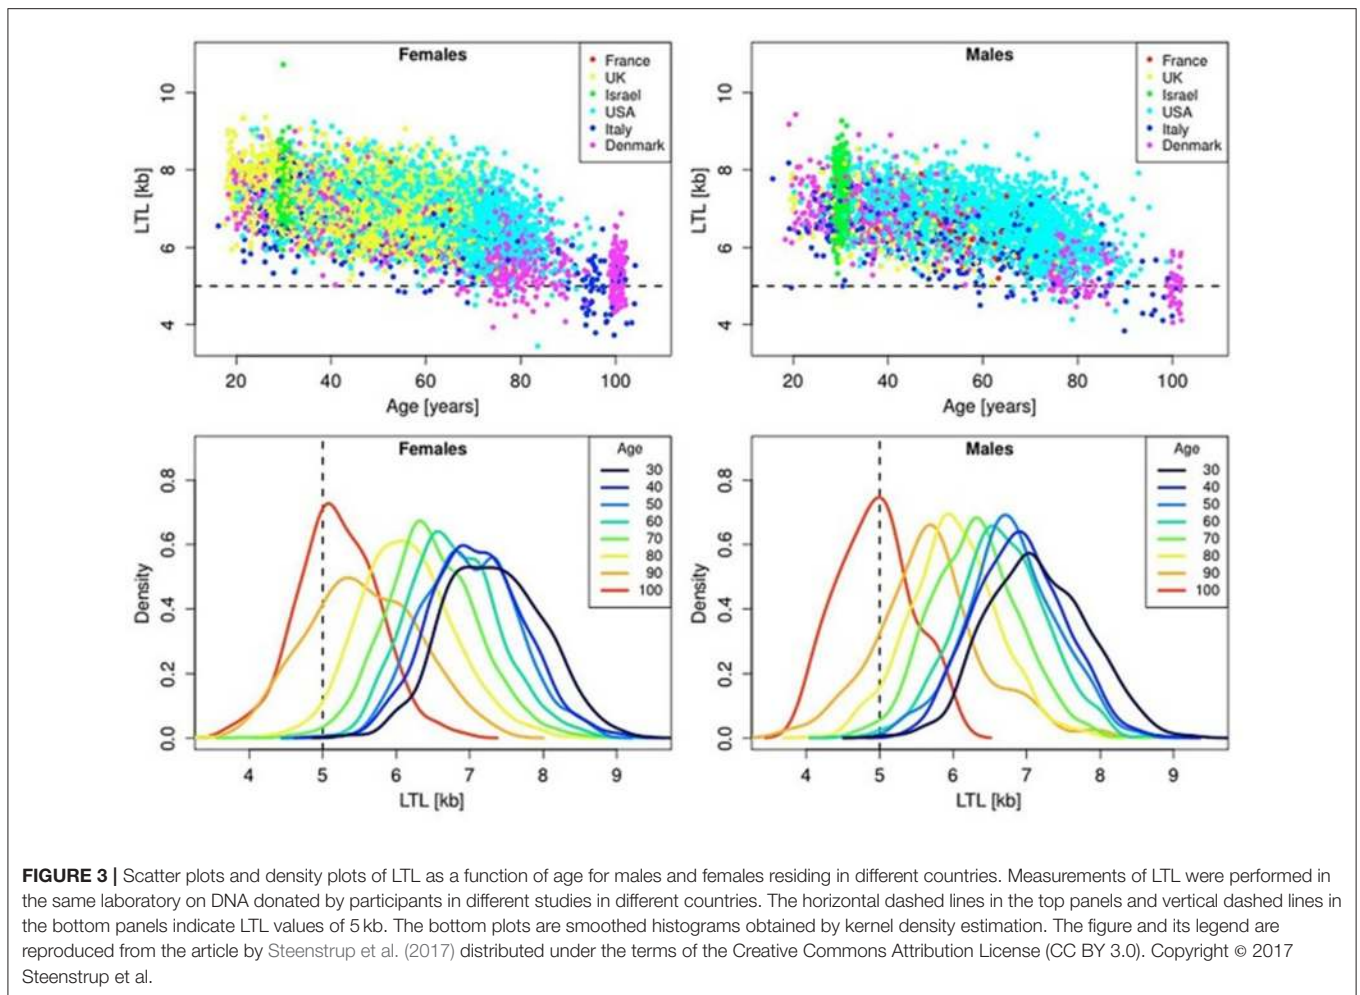 Females
France
UK
Israel
USA
Italy
Denmark
LTL [kb]
10
8
6
4
20 40 60 80 100
Age [years]
Males
France
UK
Israel
USA
Italy
Denmark
LTL [kb]
10
8
6
4
20 40 60 80 100
Age [years]
Females
Age
30
40
50
60
70
80
90
100
Density
0.8
0.6
0.4
0.2
0.0
4 5 6 7 8 9
LTL [kb]
Males
Age
30
40
50
60
70
80
90
100
Density
0.8
0.6
0.4
0.2
0.0
4 5 6 7 8 9
LTL [kb]
FIGURE 3 | Scatter plots and density plots of LTL as a function of age for males and females residing in different countries. Measurements of LTL were performed in
the same laboratory on DNA donated by participants in different studies in different countries. The horizontal dashed lines in the top panels and vertical dashed lines in
the bottom panels indicate LTL values of 5 kb. The bottom plots are smoothed histograms obtained by kernel density estimation. The figure and its legend are
reproduced from the article by Steenstrup et al. (2017) distributed under the terms of the Creative Commons Attribution License (CC BY 3.0). Copyright © 2017
Steenstrup et al.